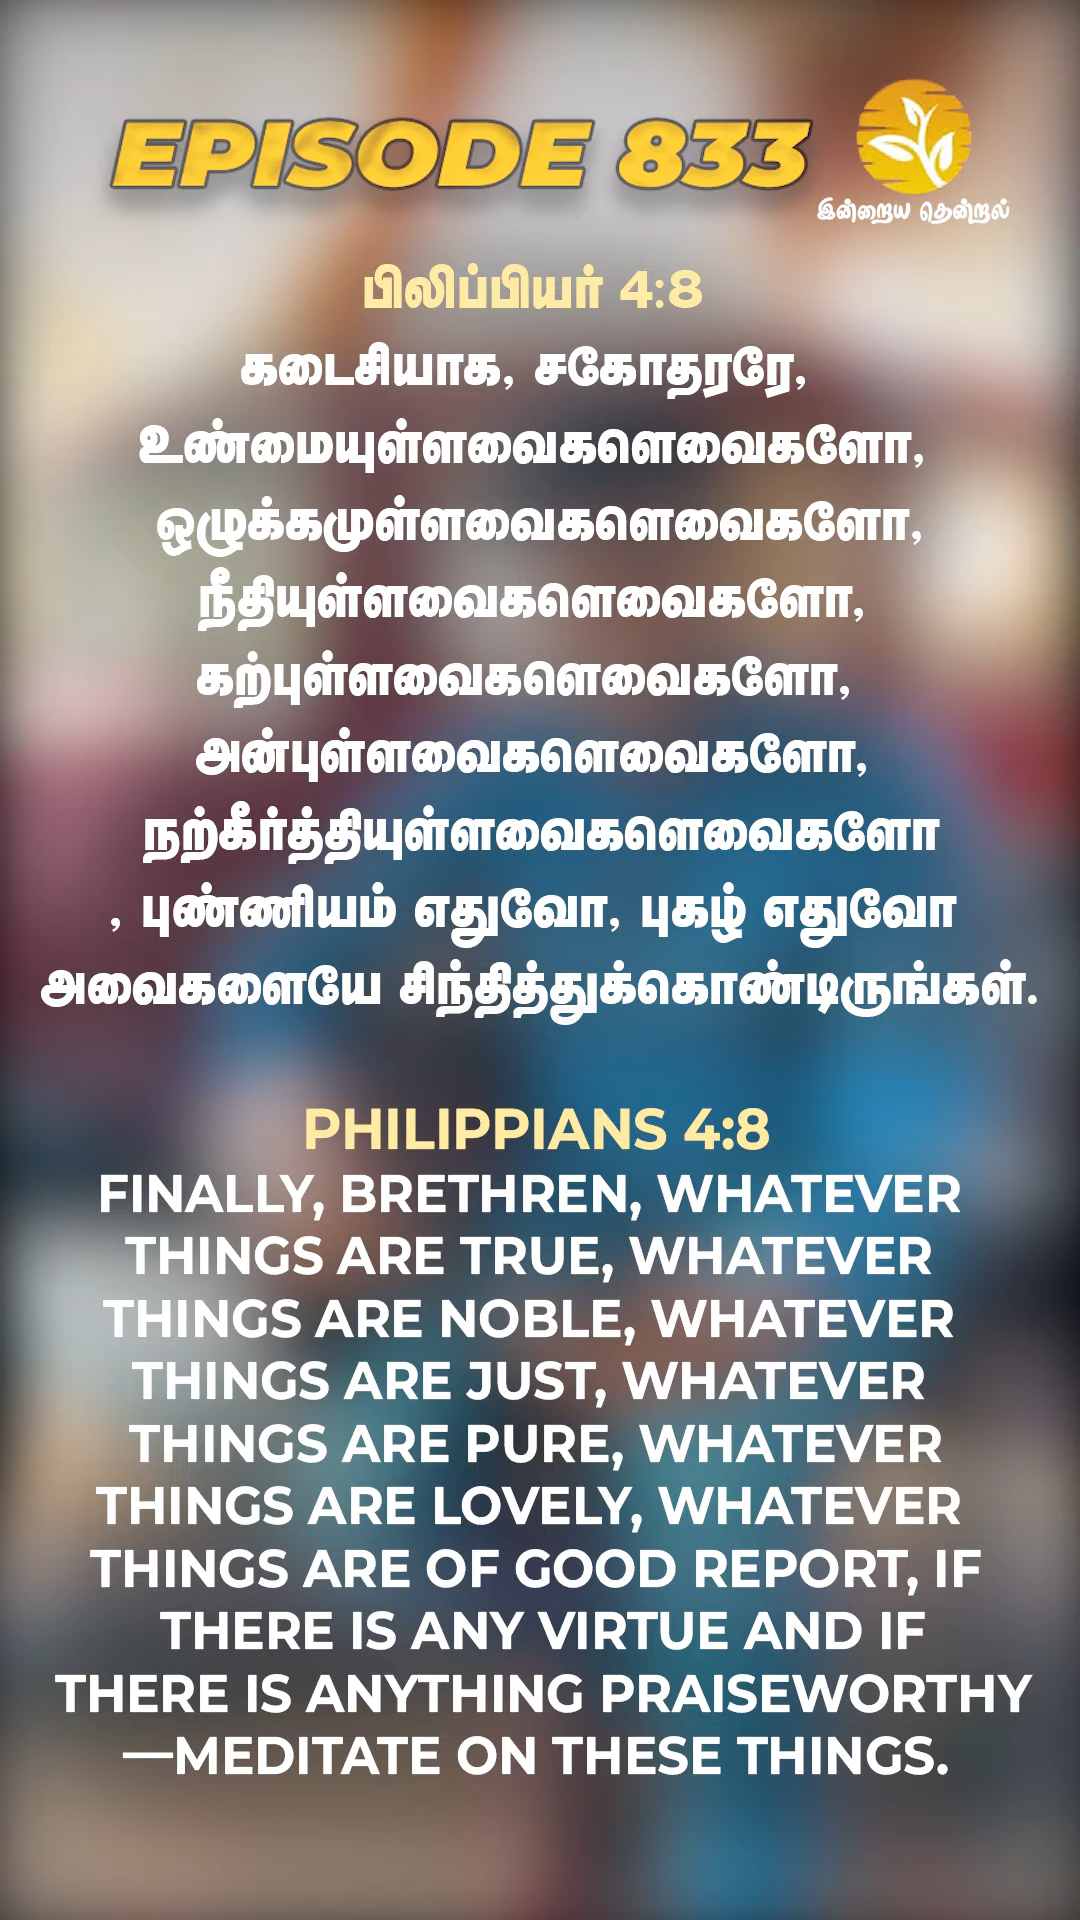 EPISODE 833
இன்றைய தென்றல்
பிலிப்பியர் 4:8
கடைசியாக, சகோதரரே,
உண்மையுள்ளவைகளெவைகளோ,
ஒழுக்கமுள்ளவைகளெவைகளோ,
நீதியுள்ளவைகளெவைகளோ,
கற்புள்ளவைகளெவைகளோ,
அன்புள்ளவைகளெவைகளோ,
நற்கீர்த்தியுள்ளவைகளெவைகளோ
, புண்ணியம் எதுவோ, புகழ் எதுவோ
அவைகளையே சிந்தித்துக்கொண்டிருங்கள்.
PHILIPPIANS 4:8
FINALLY, BRETHREN, WHATEVER
THINGS ARE TRUE, WHATEVER
THINGS ARE NOBLE, WHATEVER
THINGS ARE JUST, WHATEVER
THINGS ARE PURE, WHATEVER
THINGS ARE LOVELY, WHATEVER
THINGS ARE OF GOOD REPORT, IF
THERE IS ANY VIRTUE AND IF
THERE IS ANYTHING PRAISEWORTHY
—MEDITATE ON THESE THINGS.